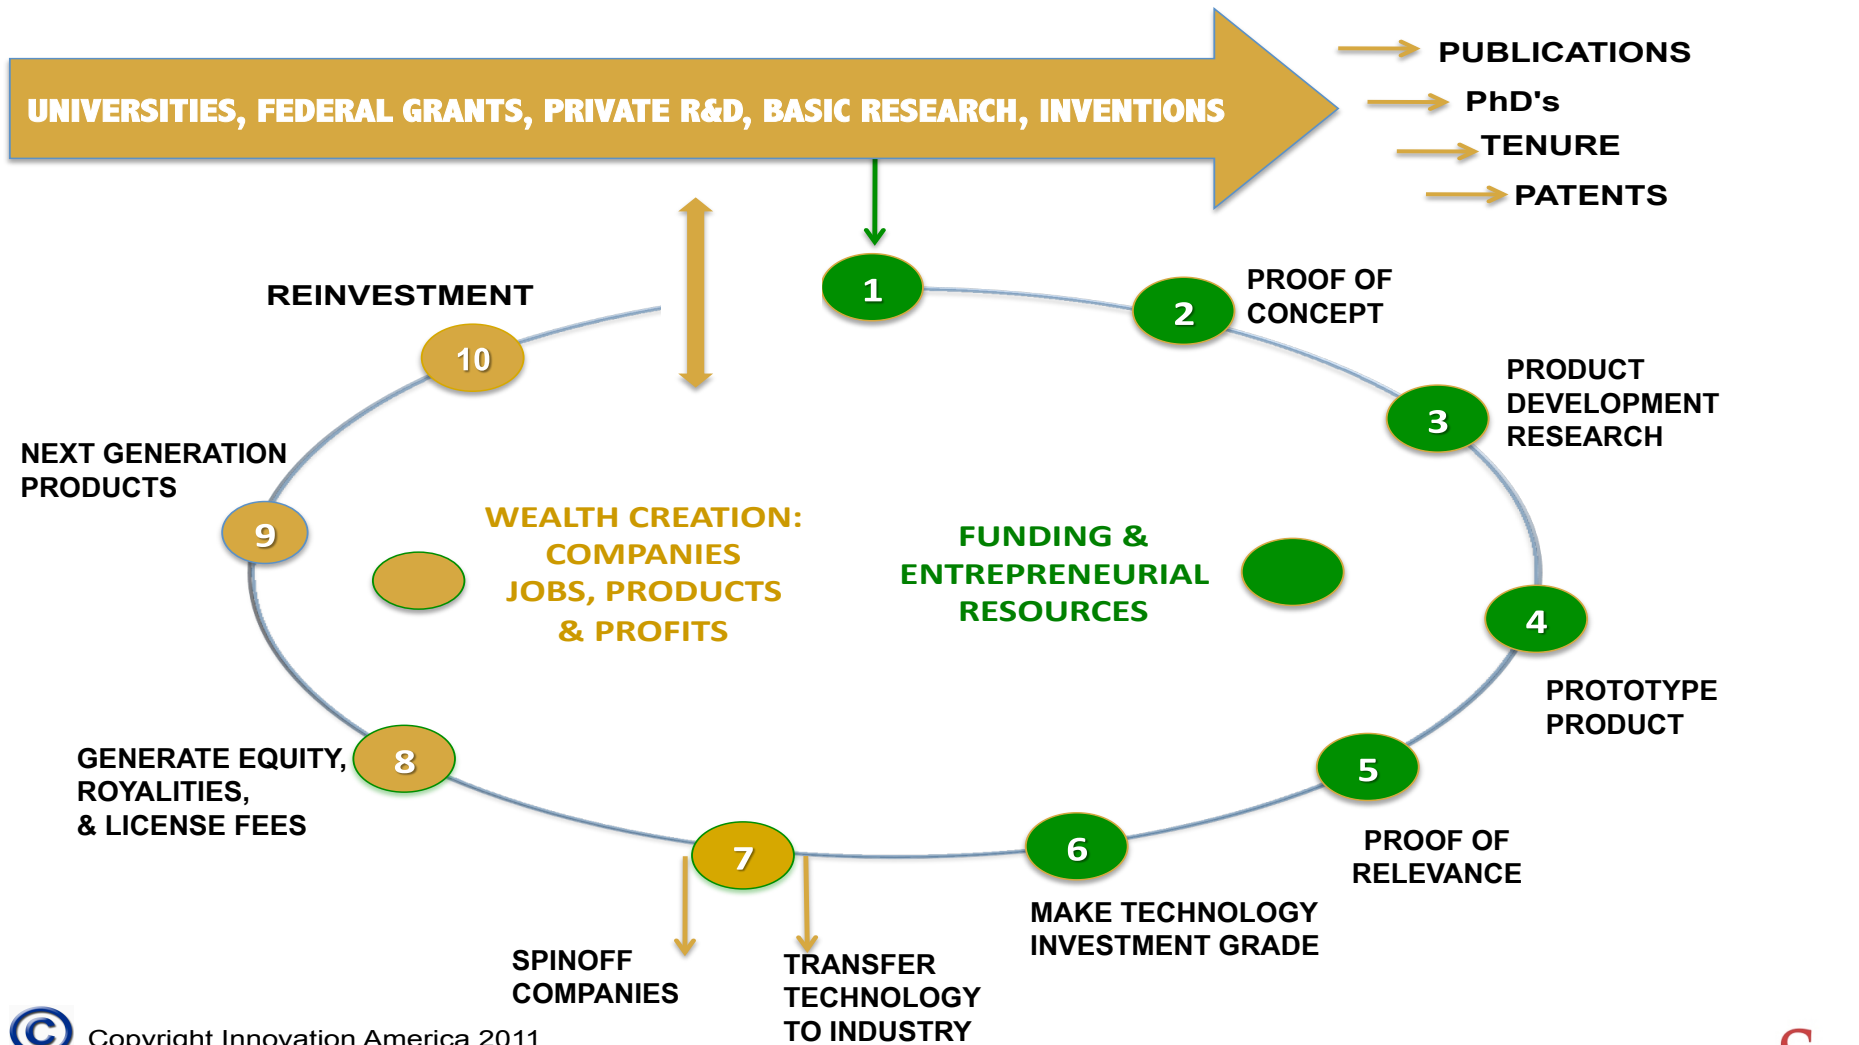 UNIVERSITIES, FEDERAL GRANTS, PRIVATE R&D, BASIC RESEARCH, INVENTIONS
PUBLICATIONS
PhD's
TENURE
PATENTS
1
2
PROOF OF
CONCEPT
3
PRODUCT
DEVELOPMENT
RESEARCH
4
PROTOTYPE
PRODUCT
5
PROOF OF
RELEVANCE
6
MAKE TECHNOLOGY
INVESTMENT GRADE
7
SPINOFF
COMPANIES
TRANSFER
TECHNOLOGY
TO INDUSTRY
8
GENERATE EQUITY,
ROYALITIES,
& LICENSE FEES
9
NEXT GENERATION
PRODUCTS
10
REINVESTMENT
WEALTH CREATION:
COMPANIES
JOBS, PRODUCTS
& PROFITS
FUNDING &
ENTREPRENEURIAL
RESOURCES
© Copyright Innovation America 2011